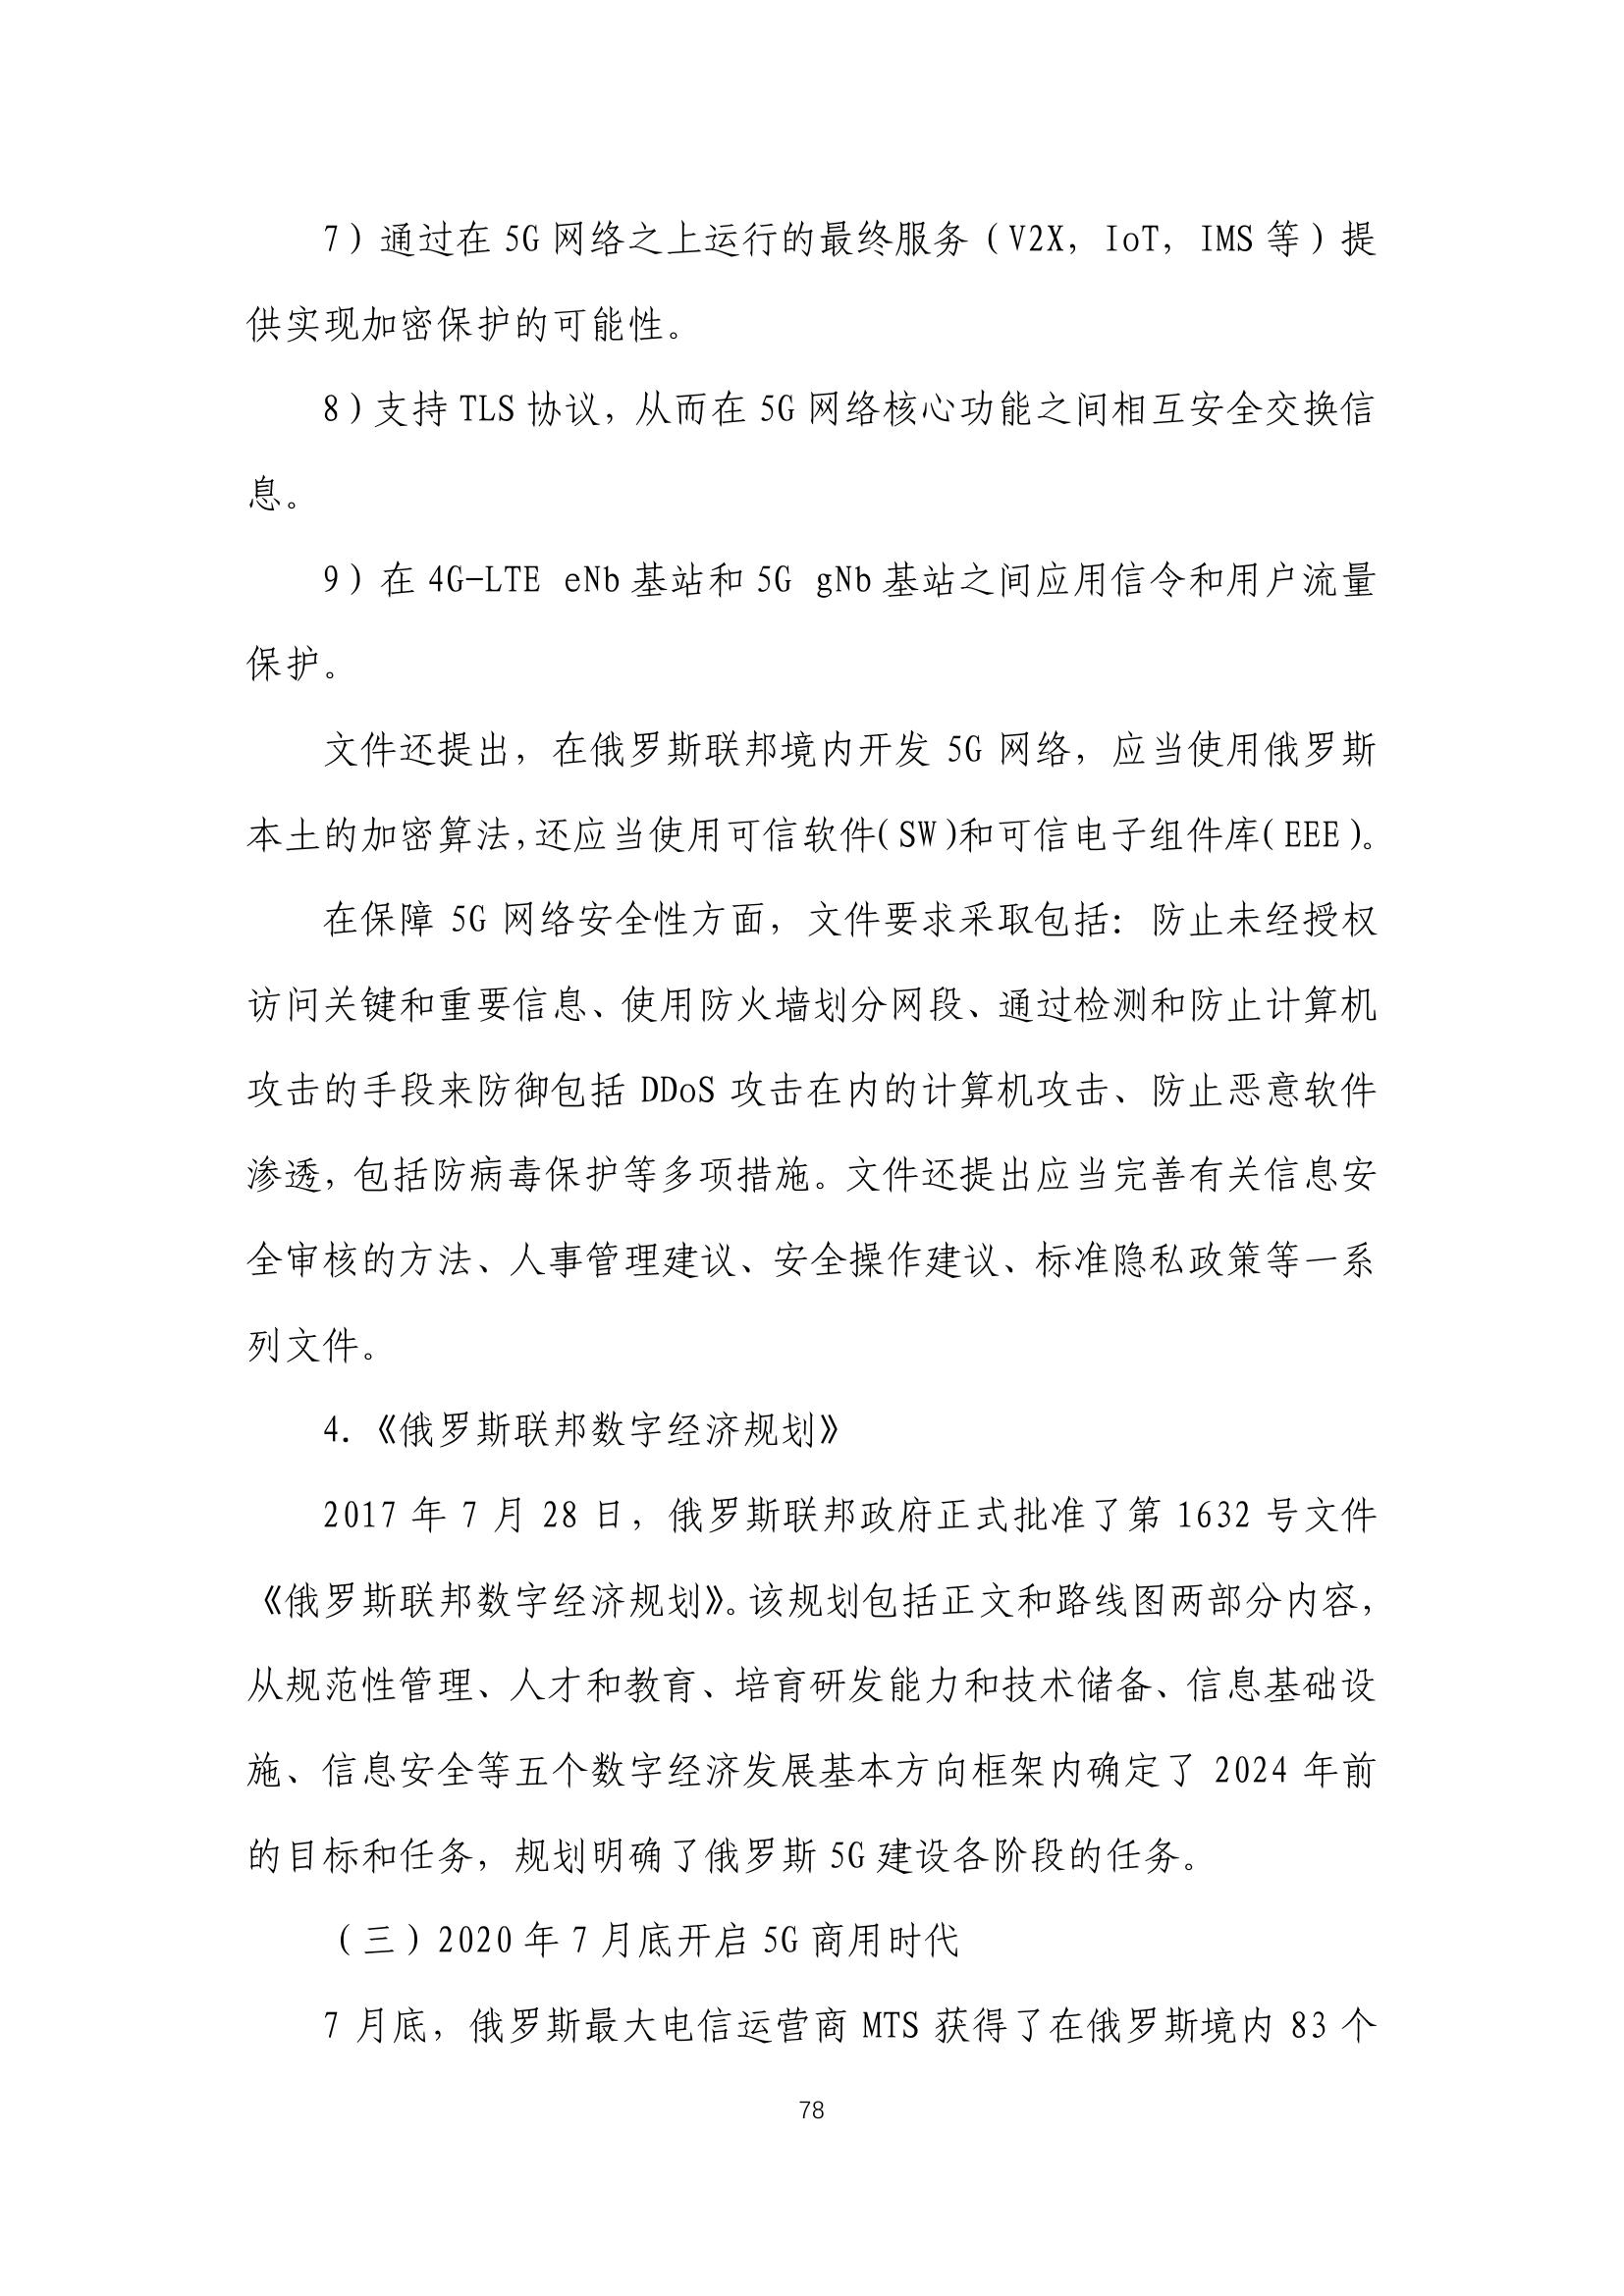 7）通过在 5G 网络之上运行的最终服务（V2X，IoT，IMS 等）提
供实现加密保护的可能性。
8）支持 TLS 协议，从而在 5G 网络核心功能之间相互安全交换信
息。
9）在 4G-LTE eNb 基站和 5G gNb 基站之间应用信令和用户流量
保护。
文件还提出，在俄罗斯联邦境内开发 5G 网络，应当使用俄罗斯
本土的加密算法，还应当使用可信软件(SW)和可信电子组件库(EEE)。
在保障 5G 网络安全性方面，文件要求采取包括：防止未经授权
访问关键和重要信息、使用防火墙划分网段、通过检测和防止计算机
攻击的手段来防御包括 DDoS 攻击在内的计算机攻击、防止恶意软件
渗透，包括防病毒保护等多项措施。文件还提出应当完善有关信息安
全审核的方法、人事管理建议、安全操作建议、标准隐私政策等一系
列文件。
4.《俄罗斯联邦数字经济规划》
2017 年 7 月 28 日，俄罗斯联邦政府正式批准了第 1632 号文件
《俄罗斯联邦数字经济规划》。该规划包括正文和路线图两部分内容，
从规范性管理、人才和教育、培育研发能力和技术储备、信息基础设
施、信息安全等五个数字经济发展基本方向框架内确定了 2024 年前
的目标和任务，规划明确了俄罗斯 5G 建设各阶段的任务。
（三）2020 年 7 月底开启 5G 商用时代
7 月底，俄罗斯最大电信运营商 MTS 获得了在俄罗斯境内 83 个
78